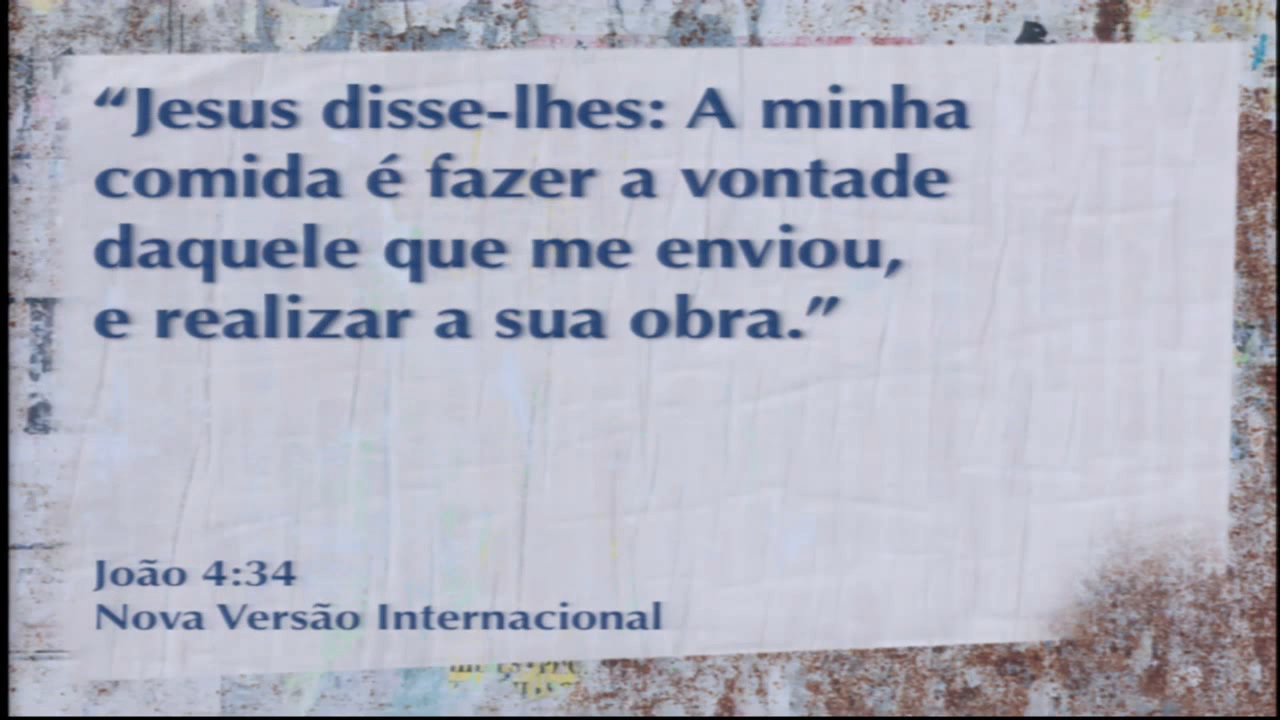 “Jesus disse-lhes: A minha
comida é fazer a vontade
daquele que me enviou,
e realizar a sua obra.”
João 4:34
Nova Versão Internacional